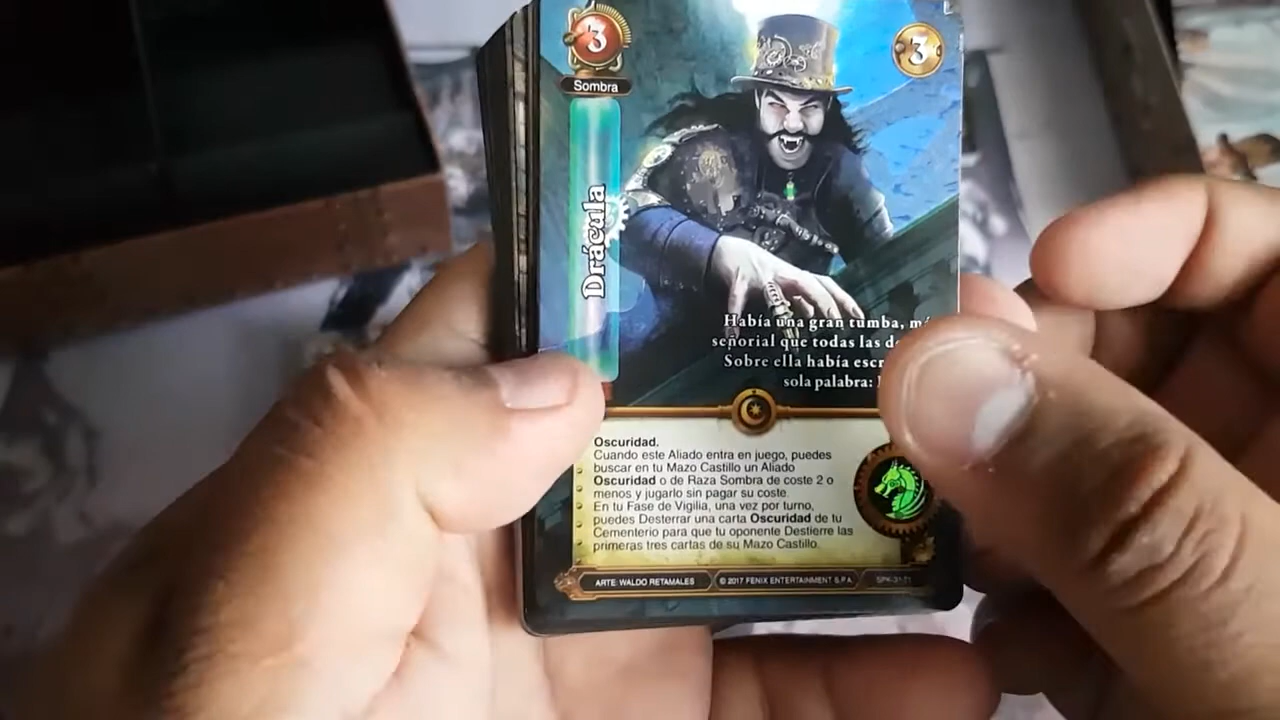 3
3
Sombra
Drácula
Había una gran tumba,
señorial que todas las
Sobre ella había
sola palabra:
Oscuridad.
Cuando este Aliado entra en juego, puedes
buscar en tu Mazo Castillo un Aliado
Oscuridad o de Raza Sombra de coste 2 o
menos y jugarlo sin pagar su coste.
En tu Fase de Vigilia, una vez por turno,
puedes Desterrar una carta Oscuridad de tu
Cementerio para que tu oponente Destierre las
primeras tres cartas de su Mazo Castillo.
ARTE: WALDO RETAMALES
© 2017 FENIX ENTERTAINMENT S.P.A.